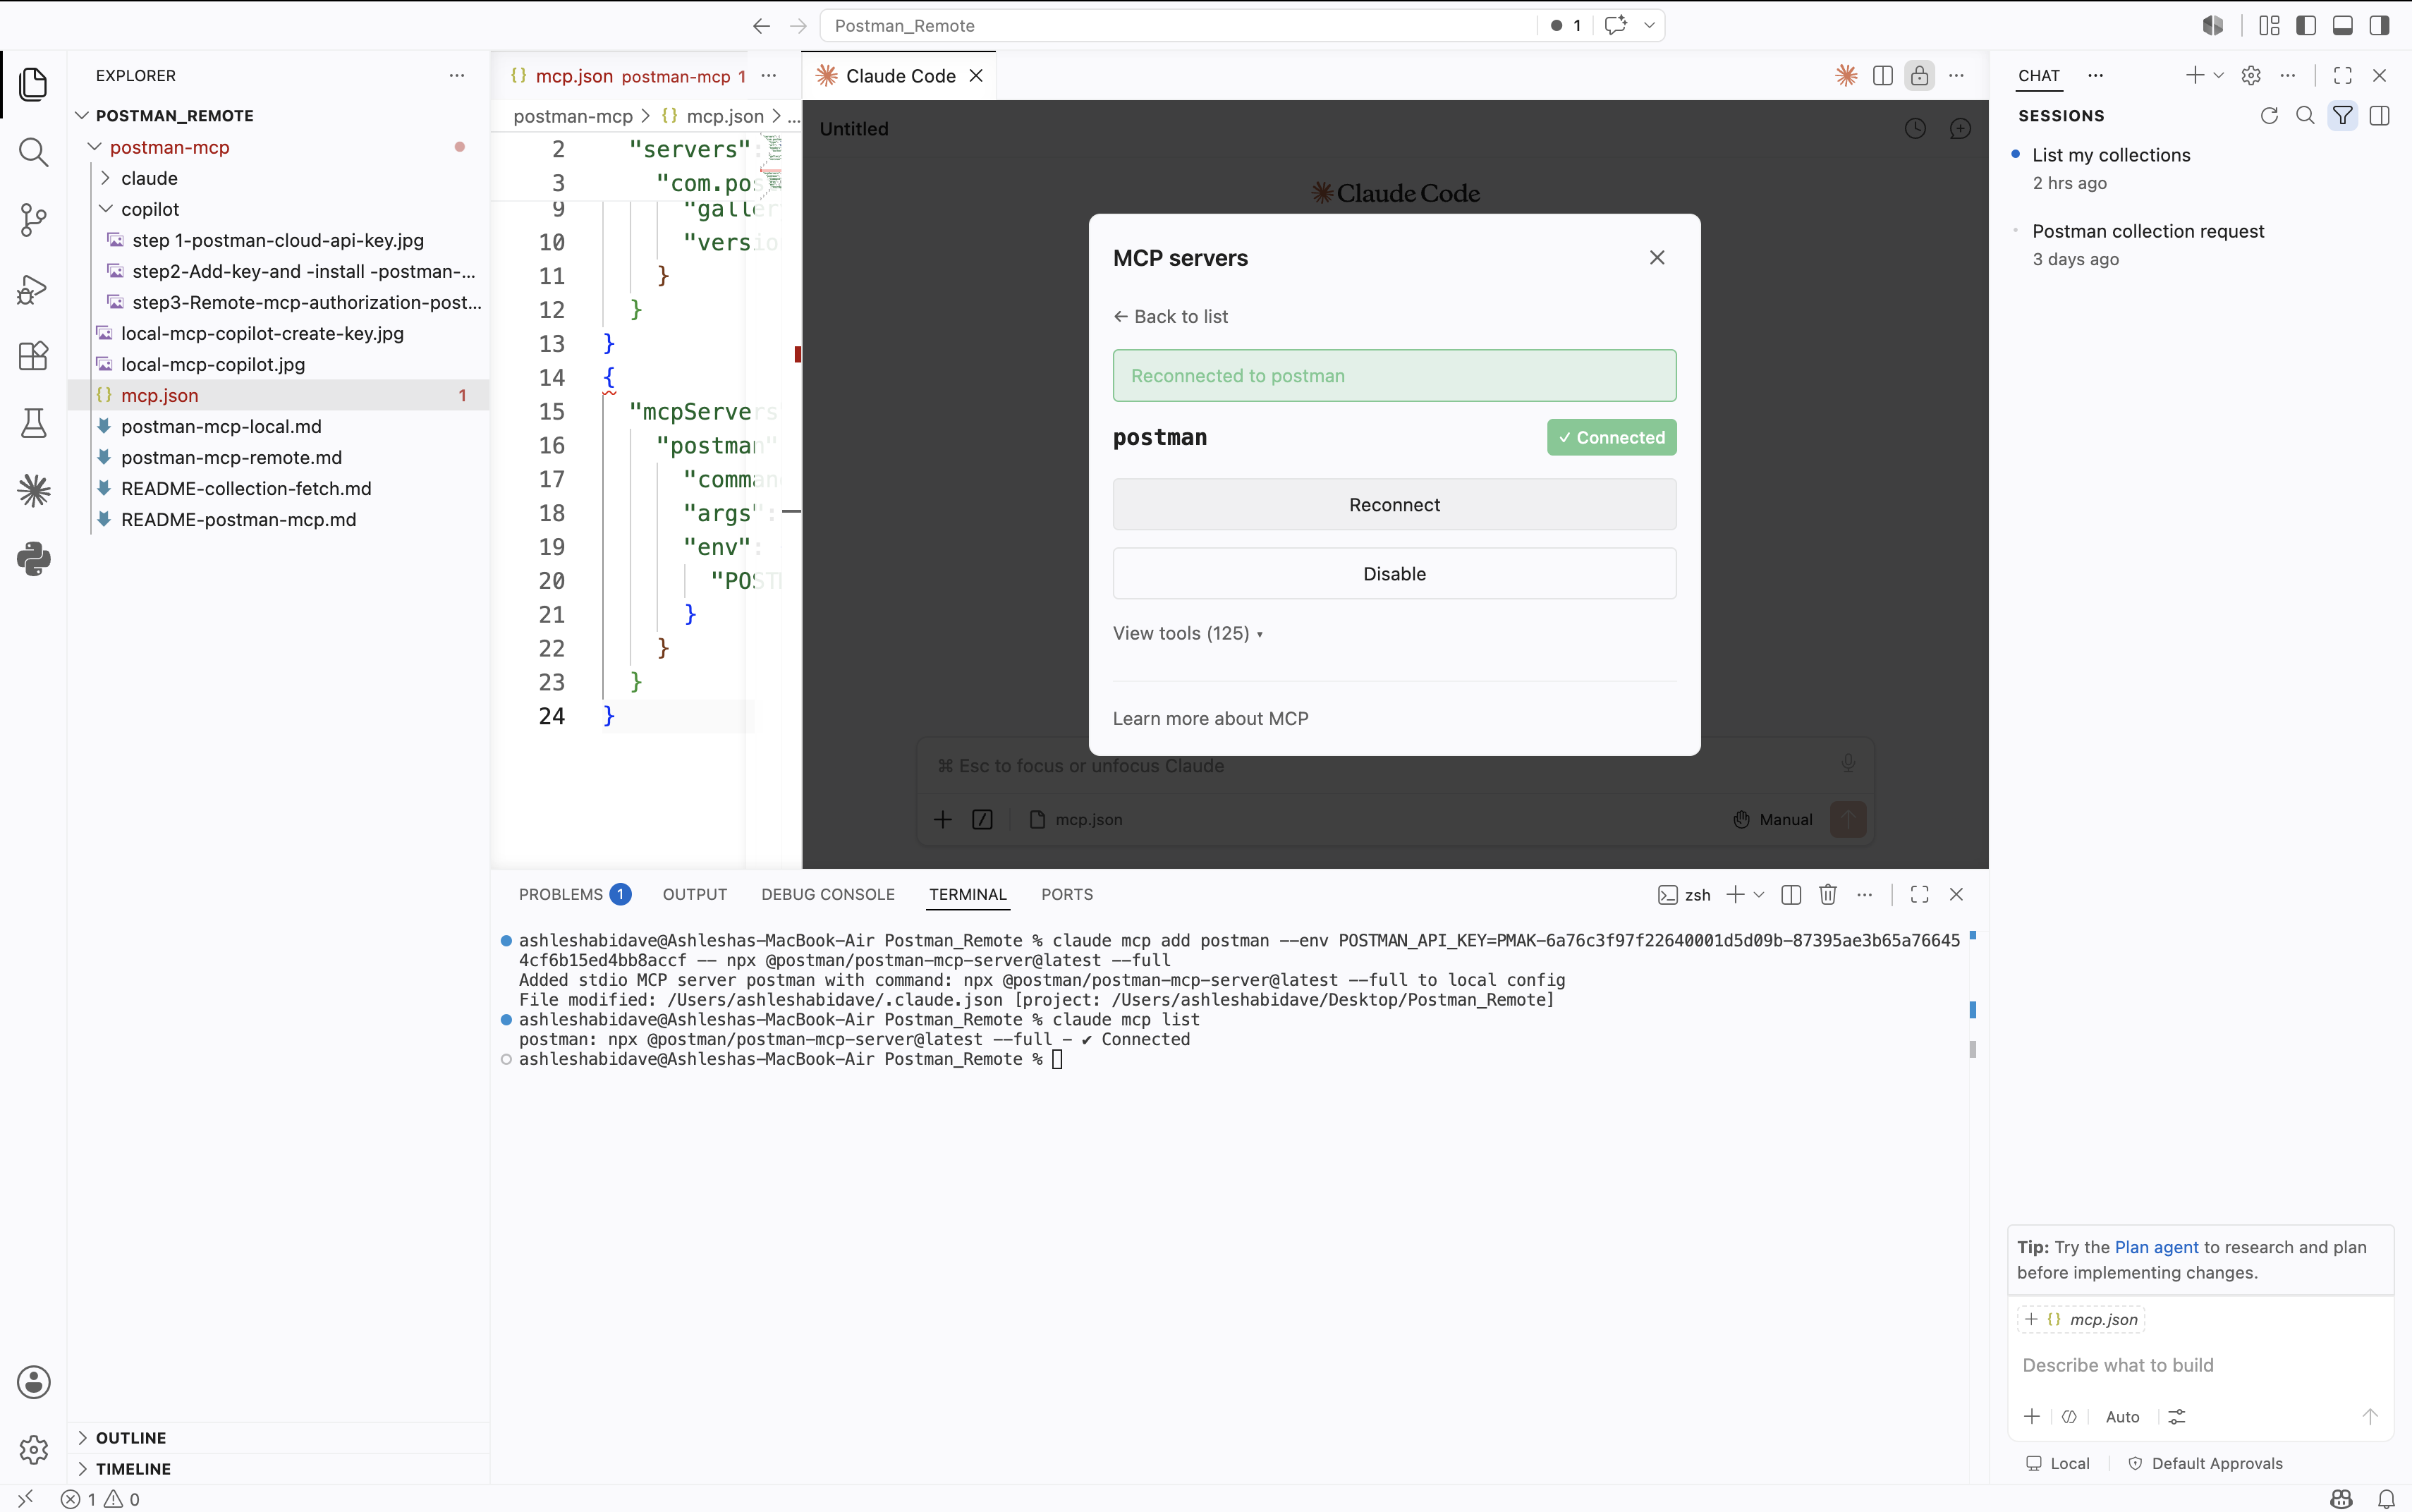 Postman_Remote
1
EXPLORER
POSTMAN_REMOTE
postman-mcp
claude
copilot
step 1-postman-cloud-api-key.jpg
step2-Add-key-and -install -postman-...
step3-Remote-mcp-authorization-post...
local-mcp-copilot-create-key.jpg
local-mcp-copilot.jpg
{} mcp.json 1
postman-mcp-local.md
postman-mcp-remote.md
README-collection-fetch.md
README-postman-mcp.md
OUTLINE
TIMELINE
{} mcp.json postman-mcp 1 ...
postman-mcp > {} mcp.json > ...
2 "servers":
3 "com.pos
9 "galler
10 "versio
11 }
12 }
13 }
14 {
15 "mcpServers
16 "postman"
17 "comman
18 "args":
19 "env":
20 "POSTM
21 }
22 }
23 }
24 }
Claude Code
Untitled
Claude Code
MCP servers
← Back to list
Reconnected to postman
postman
✓ Connected
Reconnect
Disable
View tools (125) ▾
Learn more about MCP
⌘ Esc to focus or unfocus Claude
mcp.json
Manual
PROBLEMS 1 OUTPUT DEBUG CONSOLE TERMINAL PORTS
zsh
ashleshabidave@Ashleshas-MacBook-Air Postman_Remote % claude mcp add postman --env POSTMAN_API_KEY=PMAK-6a76c3f97f22640001d5d09b-87395ae3b65a76645
4cf6b15ed4bb8accf -- npx @postman/postman-mcp-server@latest --full
Added stdio MCP server postman with command: npx @postman/postman-mcp-server@latest --full to local config
File modified: /Users/ashleshabidave/.claude.json [project: /Users/ashleshabidave/Desktop/Postman_Remote]
ashleshabidave@Ashleshas-MacBook-Air Postman_Remote % claude mcp list
postman: npx @postman/postman-mcp-server@latest --full - ✔ Connected
ashleshabidave@Ashleshas-MacBook-Air Postman_Remote %
CHAT
SESSIONS
List my collections
2 hrs ago
Postman collection request
3 days ago
Tip: Try the Plan agent to research and plan
before implementing changes.
{} mcp.json
Describe what to build
Auto
Local
Default Approvals
1 0